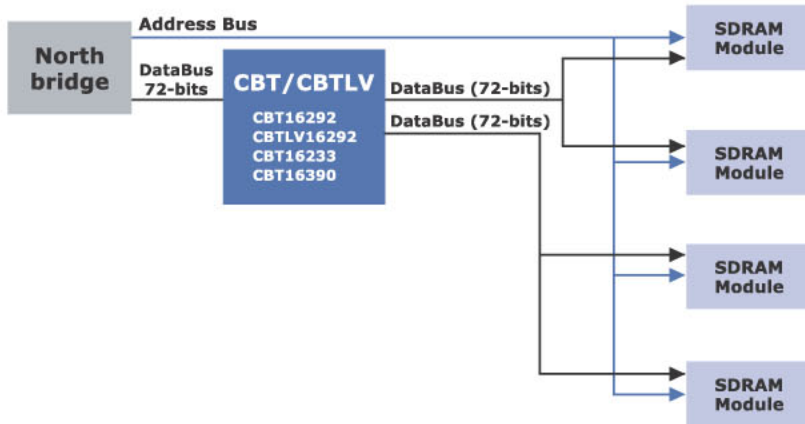 Address Bus
North
bridge
DataBus
72-bits
CBT/CBTLV
CBT16292
CBTLV16292
CBT16233
CBT16390
DataBus (72-bits)
DataBus (72-bits)
SDRAM
Module
SDRAM
Module
SDRAM
Module
SDRAM
Module